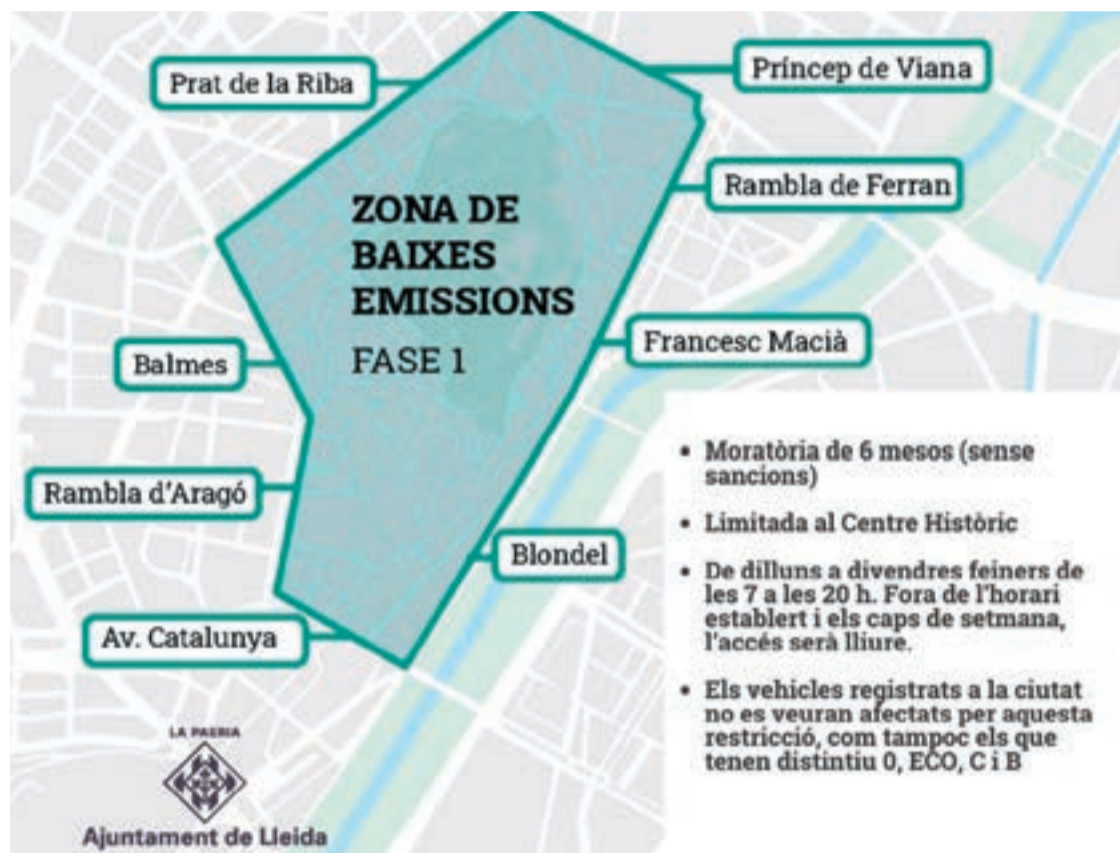 Prat de la Riba
Príncep de Viana
Rambla de Ferran
ZONA DE
BAIXES
EMISSIONS
FASE 1
Francesc Macià
Balmes
Rambla d'Aragó
Blondel
Av. Catalunya
• Moratòria de 6 mesos (sense
sancions)
• Limitada al Centre Històric
• De dilluns a divendres feiners de
les 7 a les 20 h. Fora de l'horari
establert i els caps de setmana,
l'accés serà lliure.
• Els vehicles registrats a la ciutat
no es veuran afectats per aquesta
restricció, com tampoc els que
tenen distintiu 0, ECO, C i B
LA PAERIA
Ajuntament de Lleida